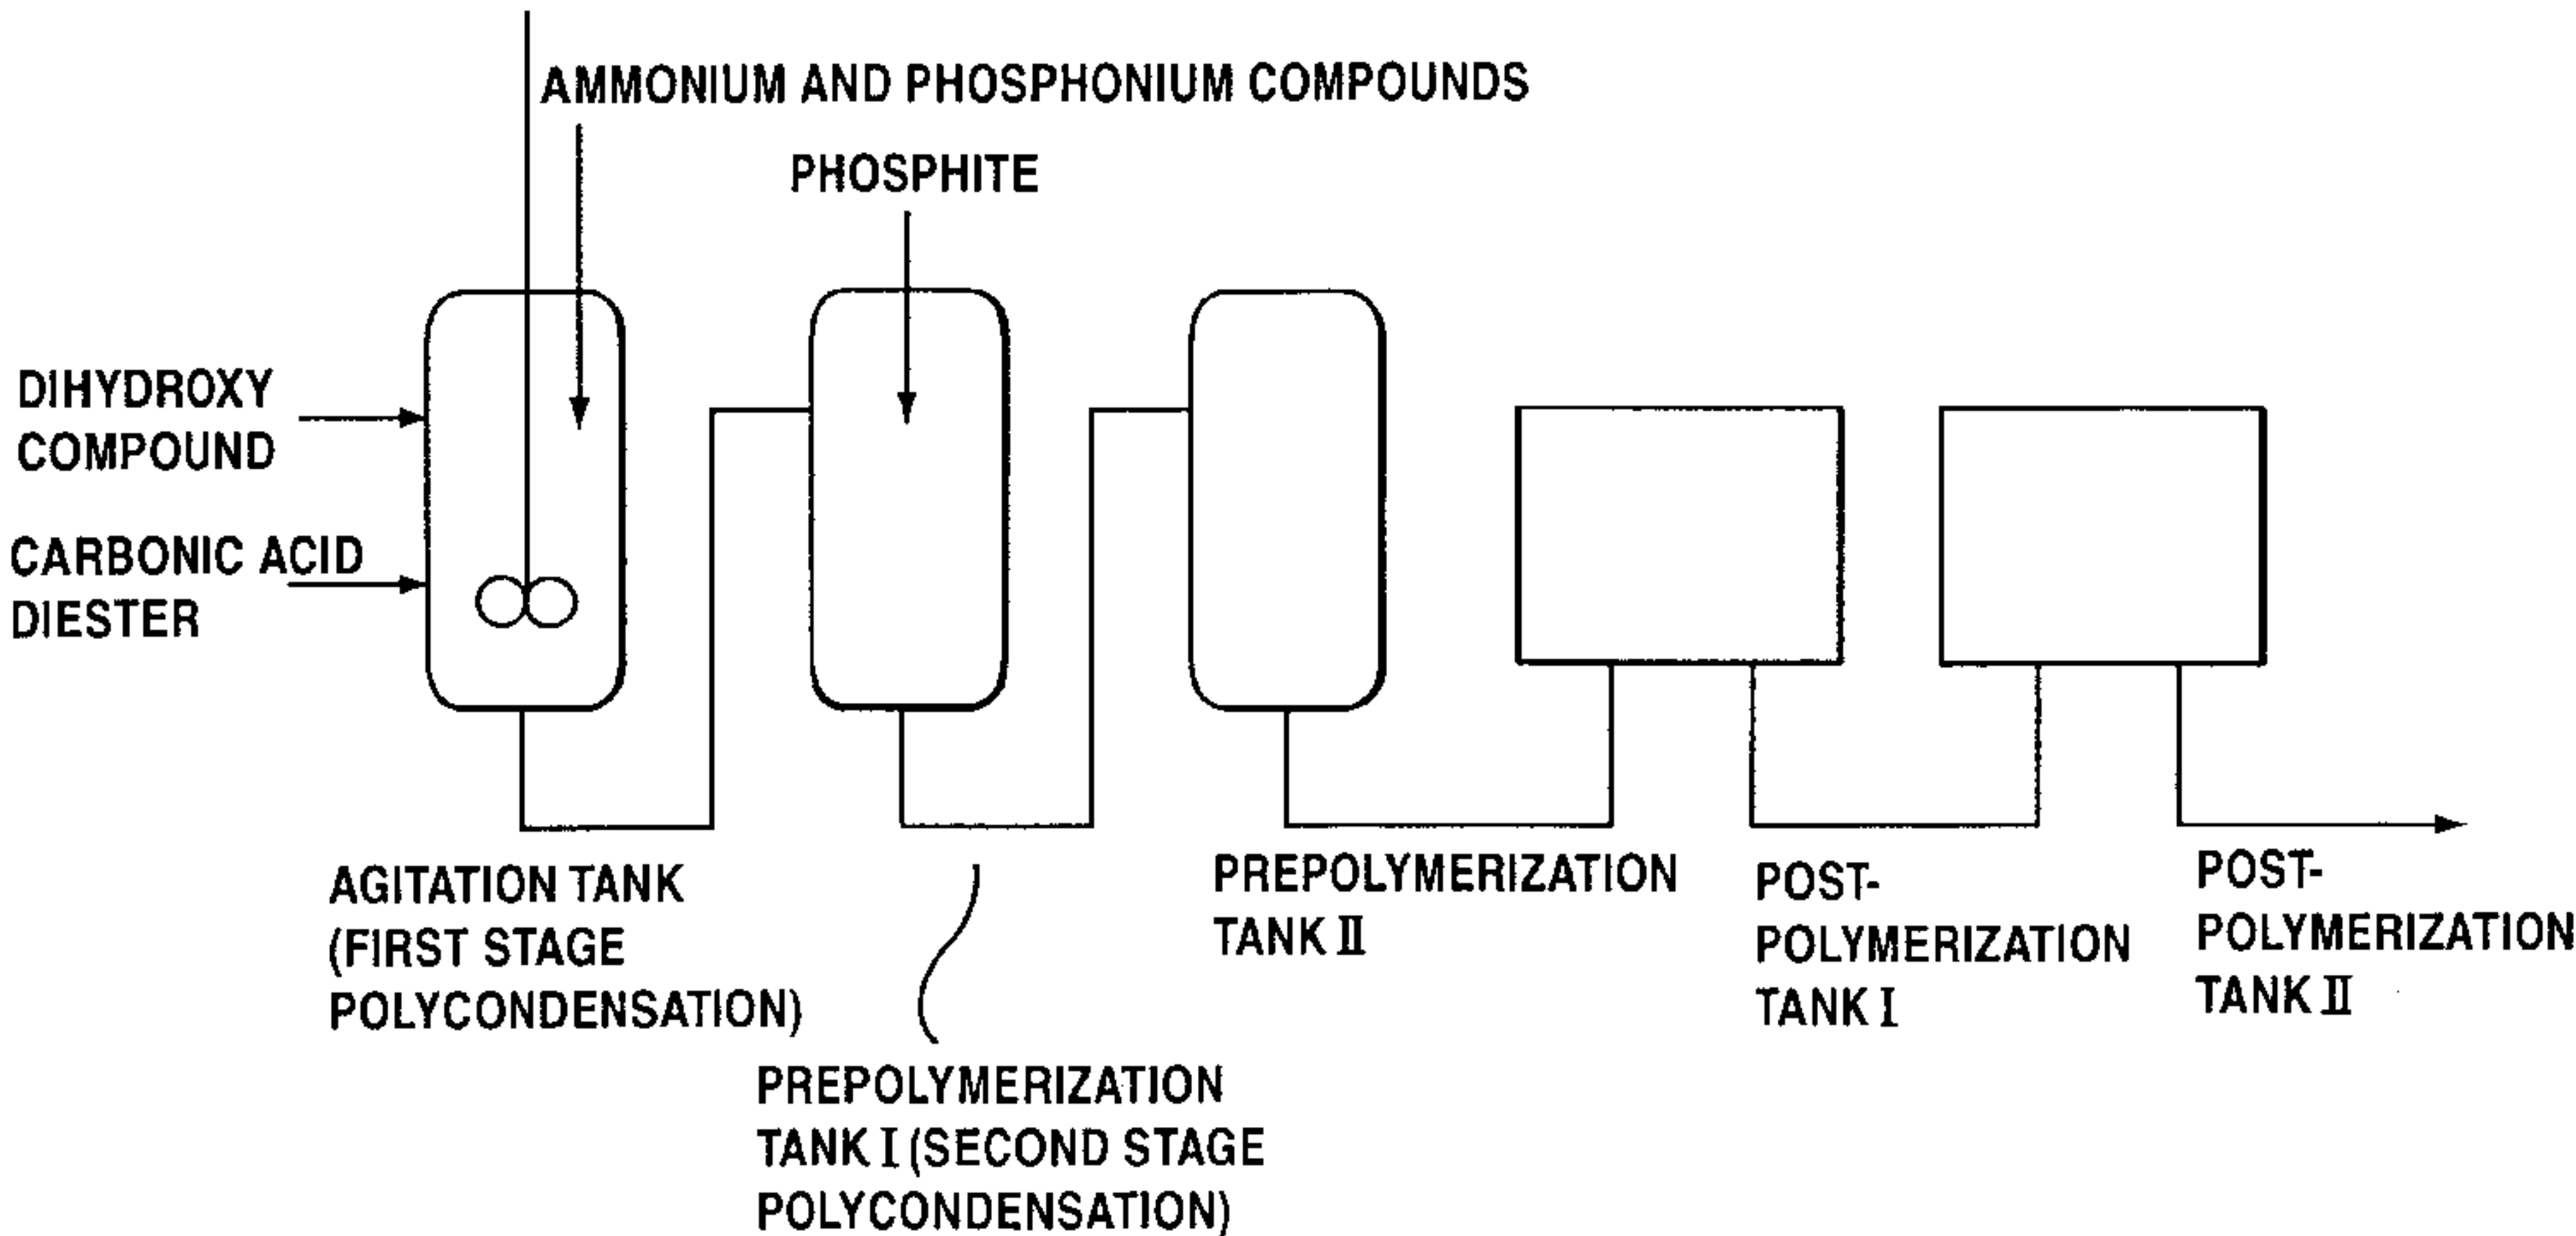 AMMONIUM AND PHOSPHONIUM COMPOUNDS
PHOSPHITE
DIHYDROXY
COMPOUND
CARBONIC ACID
DIESTER
AGITATION TANK
(FIRST STAGE
POLYCONDENSATION)
PREPOLYMERIZATION
TANK I (SECOND STAGE
POLYCONDENSATION)
PREPOLYMERIZATION
TANK II
POST-
POLYMERIZATION
TANK I
POST-
POLYMERIZATION
TANK II